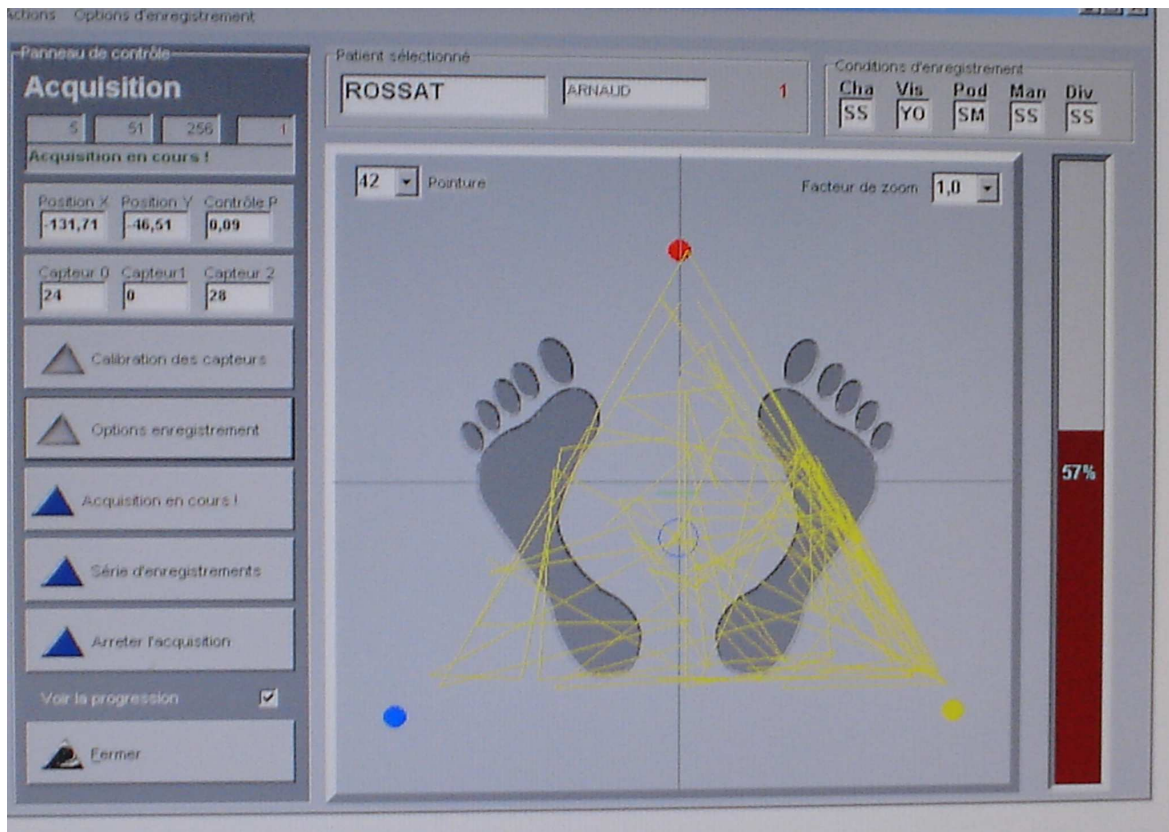 Options d'enregistrement
Panneau de contrôle
Acquisition
5 51 256 1
Acquisition en cours !
Position X Position Y Contrôle P
-131,71 -46,51 0,09
Capteur 0 Capteur1 Capteur 2
24 0 28
Calibration des capteurs
Options enregistrement
Acquisition en cours !
Série d'enregistrements
Arreter l'acquisition
Voir la progression
Fermer
Patient sélectionné
ROSSAT ARNAUD 1
Conditions d'enregistrement
Cha Vis Pod Man Div
SS YO SM SS SS
42 Pointure
Facteur de zoom 1,0
57%